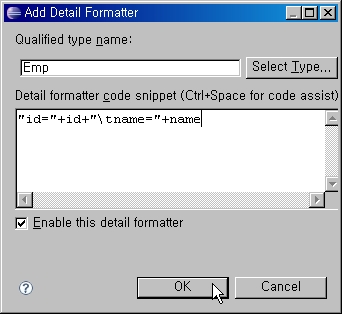 Add Detail Formatter
Qualified type name:
Emp
Select Type...
Detail formatter code snippet (Ctrl+Space for code assist)
"id="+id+"\tname="+name
Enable this detail formatter
?
OK
Cancel